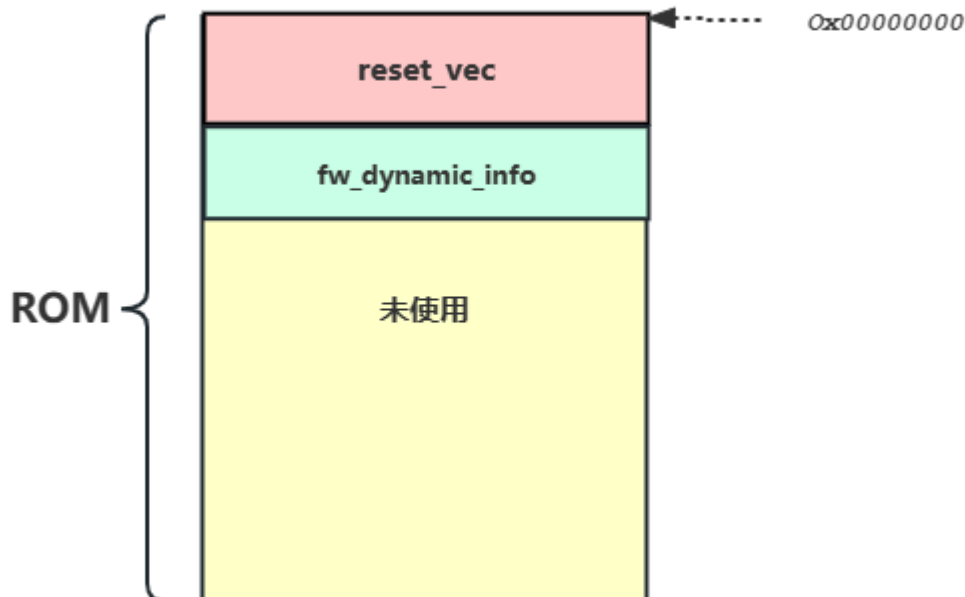 0x00000000
reset_vec
fw_dynamic_info
ROM
未使用